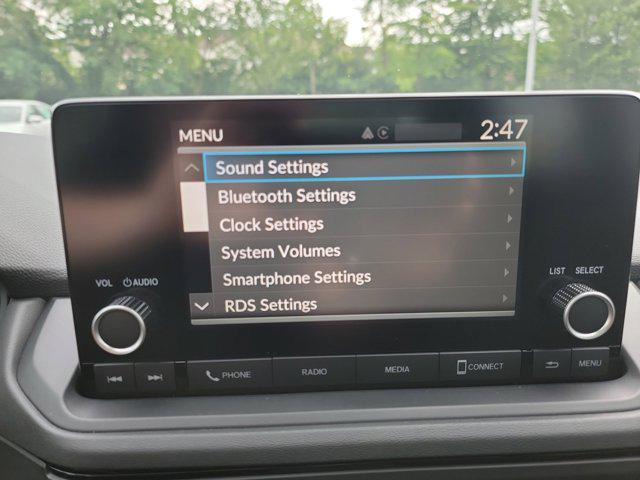 MENU 2:47
Sound Settings
Bluetooth Settings
Clock Settings
System Volumes
Smartphone Settings
RDS Settings
VOL AUDIO
LIST SELECT
PHONE RADIO MEDIA CONNECT MENU